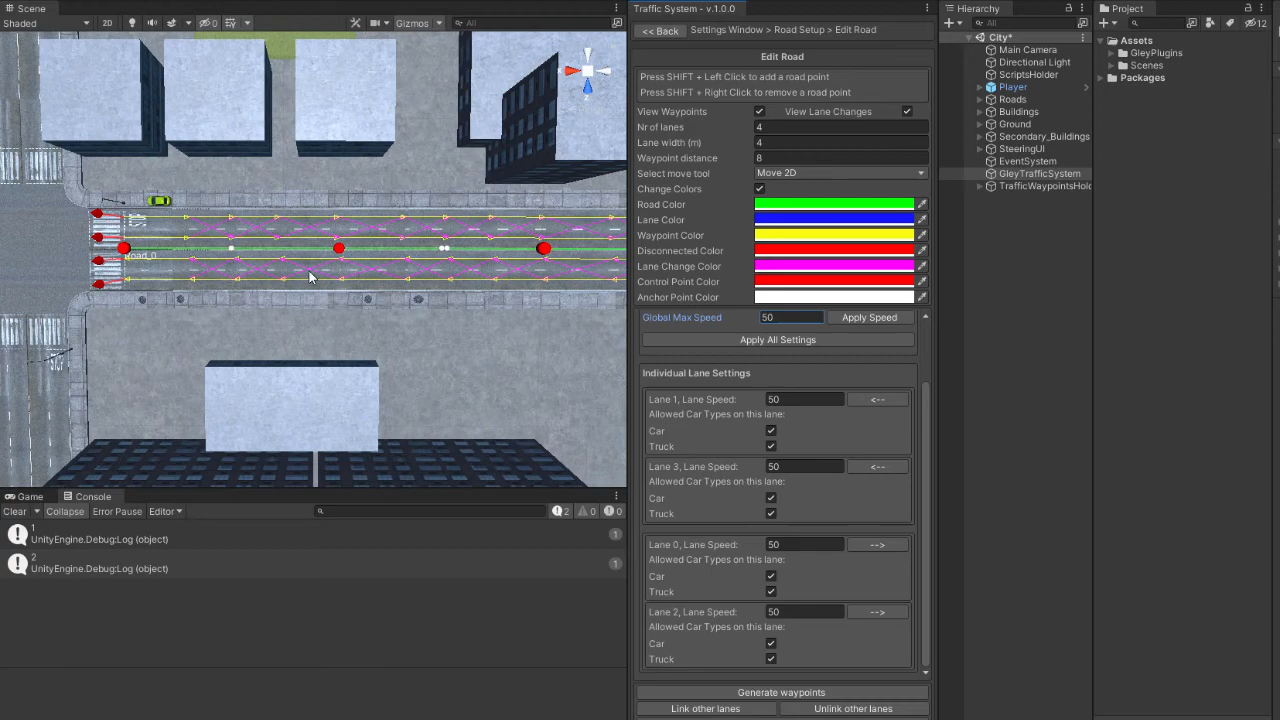 Scene
Shaded
2D
0
Gizmos
All
Road_0
Game
Console
Clear
Collapse
Error Pause
Editor
2
0
0
1
UnityEngine.Debug:Log (object)
1
2
UnityEngine.Debug:Log (object)
1
Traffic System - v.1.0.0
<< Back
Settings Window > Road Setup > Edit Road
Edit Road
Press SHIFT + Left Click to add a road point
Press SHIFT + Right Click to remove a road point
View Waypoints
View Lane Changes
Nr of lanes
4
Lane width (m)
4
Waypoint distance
8
Select move tool
Move 2D
Change Colors
Road Color
Lane Color
Waypoint Color
Disconnected Color
Lane Change Color
Control Point Color
Anchor Point Color
Global Max Speed
50
Apply Speed
Apply All Settings
Individual Lane Settings
Lane 1, Lane Speed:
50
<--
Allowed Car Types on this lane:
Car
Truck
Lane 3, Lane Speed:
50
<--
Allowed Car Types on this lane:
Car
Truck
Lane 0, Lane Speed:
50
-->
Allowed Car Types on this lane:
Car
Truck
Lane 2, Lane Speed:
50
-->
Allowed Car Types on this lane:
Car
Truck
Generate waypoints
Link other lanes
Unlink other lanes
Hierarchy
All
City*
Main Camera
Directional Light
ScriptsHolder
Player
Roads
Buildings
Ground
Secondary_Buildings
SteeringUI
EventSystem
GleyTrafficSystem
TrafficWaypointsHol
Project
12
Assets
GleyPlugins
Scenes
Packages